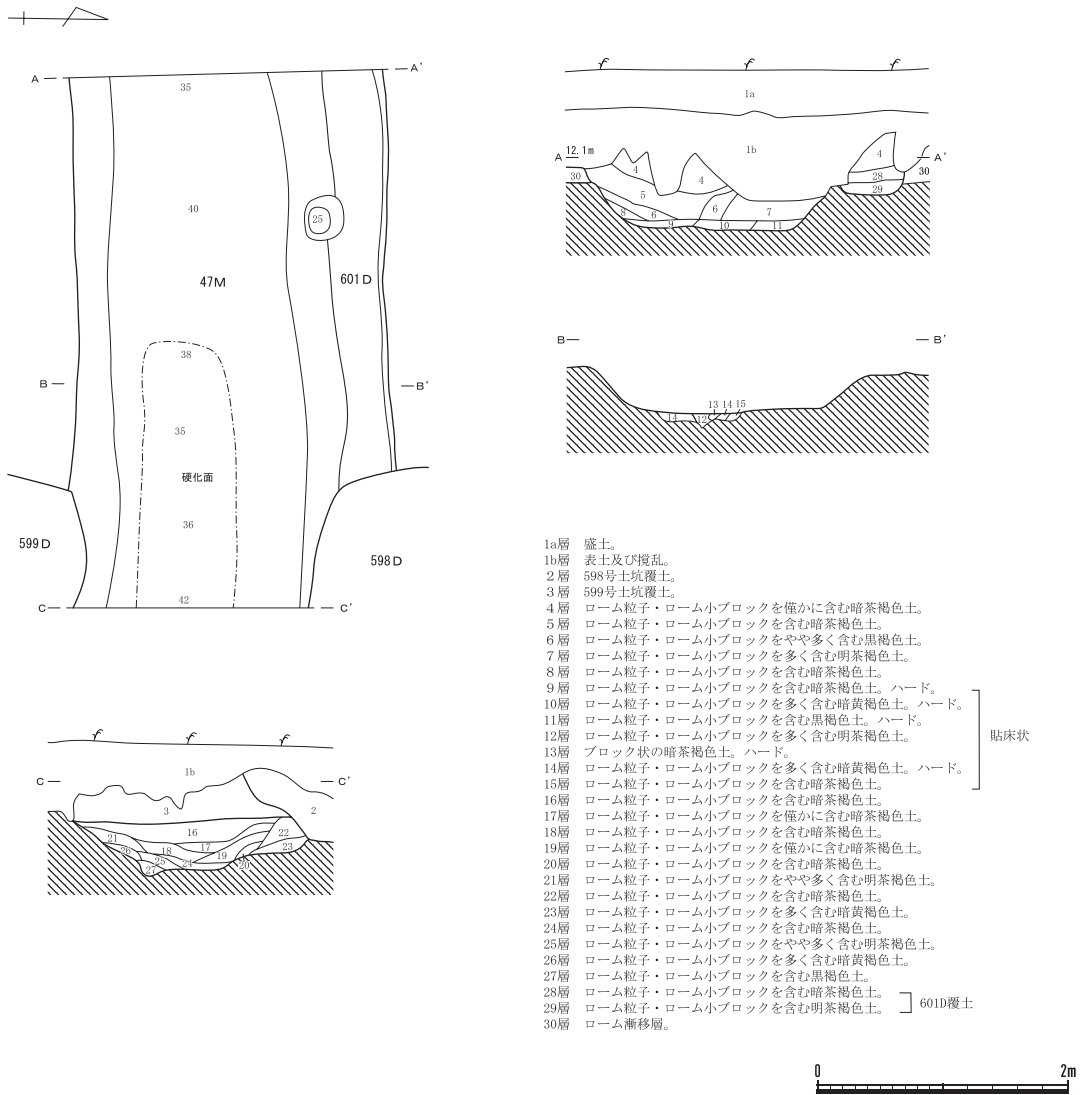 A
A'
35
40
25
47M
601D
38
B
B'
35
硬化面
36
599D
598D
42
C
C'
1a
1b
A
12.1m
A'
30
4
4
4
28
29
30
5
8
6
9
6
7
10
11
B
B'
13 14 15
14
12
1b
C
C'
3
2
16
21
17
22
23
26
18
25
24
19
20
27
1a層 盛土。
1b層 表土及び撹乱。
2層 598号土坑覆土。
3層 599号土坑覆土。
4層 ローム粒子・ローム小ブロックを僅かに含む暗茶褐色土。
5層 ローム粒子・ローム小ブロックを含む暗茶褐色土。
6層 ローム粒子・ローム小ブロックをやや多く含む黒褐色土。
7層 ローム粒子・ローム小ブロックを多く含む明茶褐色土。
8層 ローム粒子・ローム小ブロックを含む暗茶褐色土。
9層 ローム粒子・ローム小ブロックを含む暗茶褐色土。ハード。
10層 ローム粒子・ローム小ブロックを多く含む暗黄褐色土。ハード。
11層 ローム粒子・ローム小ブロックを含む黒褐色土。ハード。
12層 ローム粒子・ローム小ブロックを多く含む明茶褐色土。
13層 ブロック状の暗茶褐色土。ハード。
14層 ローム粒子・ローム小ブロックを多く含む暗黄褐色土。ハード。
15層 ローム粒子・ローム小ブロックを含む暗茶褐色土。
貼床状
16層 ローム粒子・ローム小ブロックを含む暗茶褐色土。
17層 ローム粒子・ローム小ブロックを僅かに含む暗茶褐色土。
18層 ローム粒子・ローム小ブロックを含む暗茶褐色土。
19層 ローム粒子・ローム小ブロックを僅かに含む暗茶褐色土。
20層 ローム粒子・ローム小ブロックを含む暗茶褐色土。
21層 ローム粒子・ローム小ブロックをやや多く含む明茶褐色土。
22層 ローム粒子・ローム小ブロックを含む暗茶褐色土。
23層 ローム粒子・ローム小ブロックを多く含む暗黄褐色土。
24層 ローム粒子・ローム小ブロックを含む暗茶褐色土。
25層 ローム粒子・ローム小ブロックをやや多く含む明茶褐色土。
26層 ローム粒子・ローム小ブロックを多く含む暗黄褐色土。
27層 ローム粒子・ローム小ブロックを含む黒褐色土。
28層 ローム粒子・ローム小ブロックを含む暗茶褐色土。
29層 ローム粒子・ローム小ブロックを含む明茶褐色土。
601D覆土
30層 ローム漸移層。
0
2m